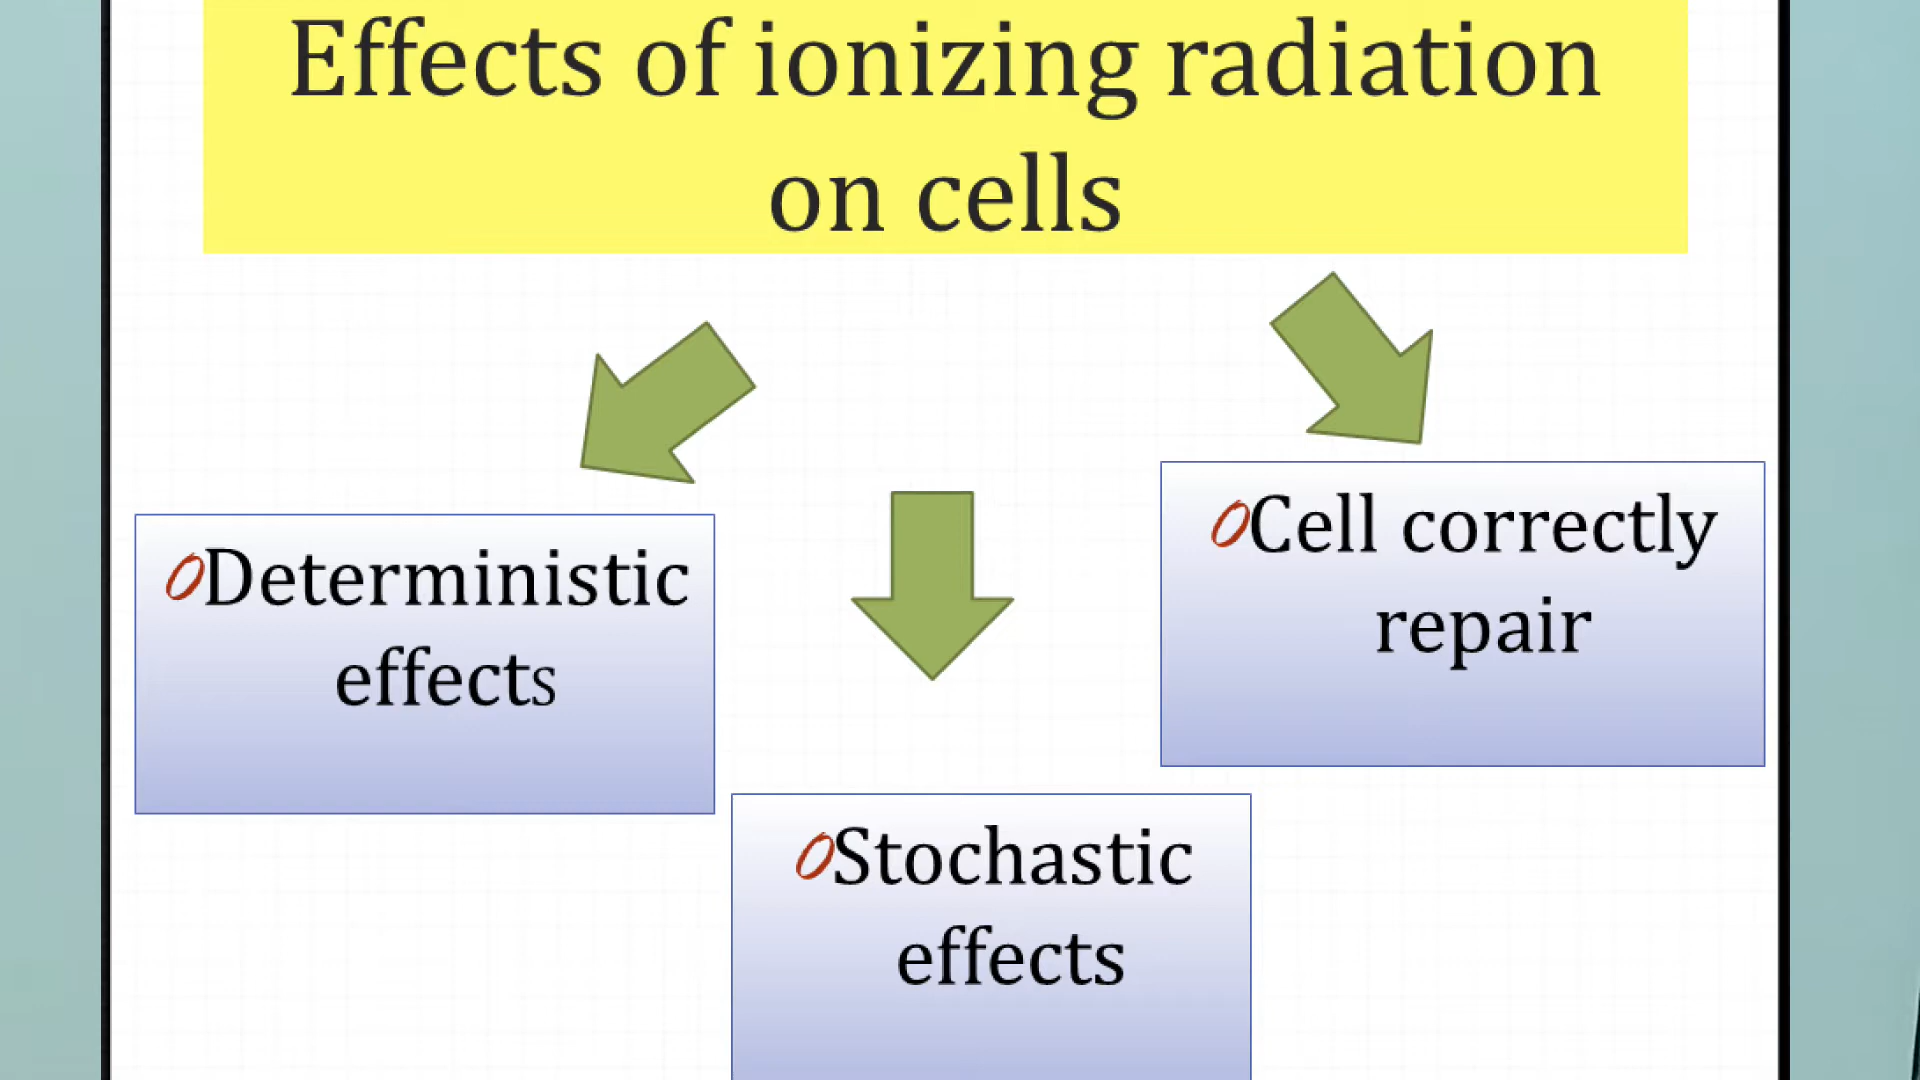 Effects of ionizing radiation
on cells
Deterministic
effects
Cell correctly
repair
Stochastic
effects